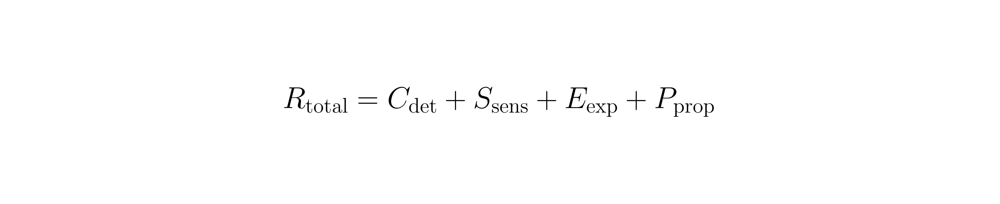 R_total = C_det + S_sens + E_exp + P_prop